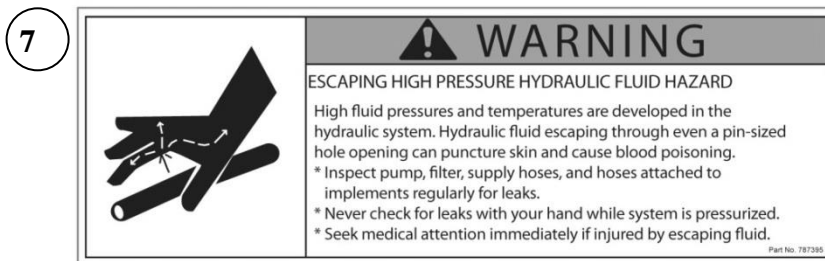 7
WARNING
ESCAPING HIGH PRESSURE HYDRAULIC FLUID HAZARD
High fluid pressures and temperatures are developed in the
hydraulic system. Hydraulic fluid escaping through even a pin-sized
hole opening can puncture skin and cause blood poisoning.
* Inspect pump, filter, supply hoses, and hoses attached to
implements regularly for leaks.
* Never check for leaks with your hand while system is pressurized.
* Seek medical attention immediately if injured by escaping fluid.
Part No. 787395